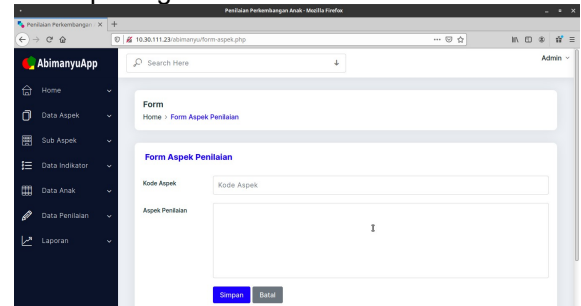 Penilaian Perkembangan Anak - Mozilla Firefox
Penilaian Perkembangan
10.30.111.23/abimanyu/form-aspek.php
AbimanyuApp
Search Here
Admin
Home
Data Aspek
Sub Aspek
Data Indikator
Data Anak
Data Penilaian
Laporan
Form
Home > Form Aspek Penilaian
Form Aspek Penilaian
Kode Aspek
Kode Aspek
Aspek Penilaian
Simpan
Batal